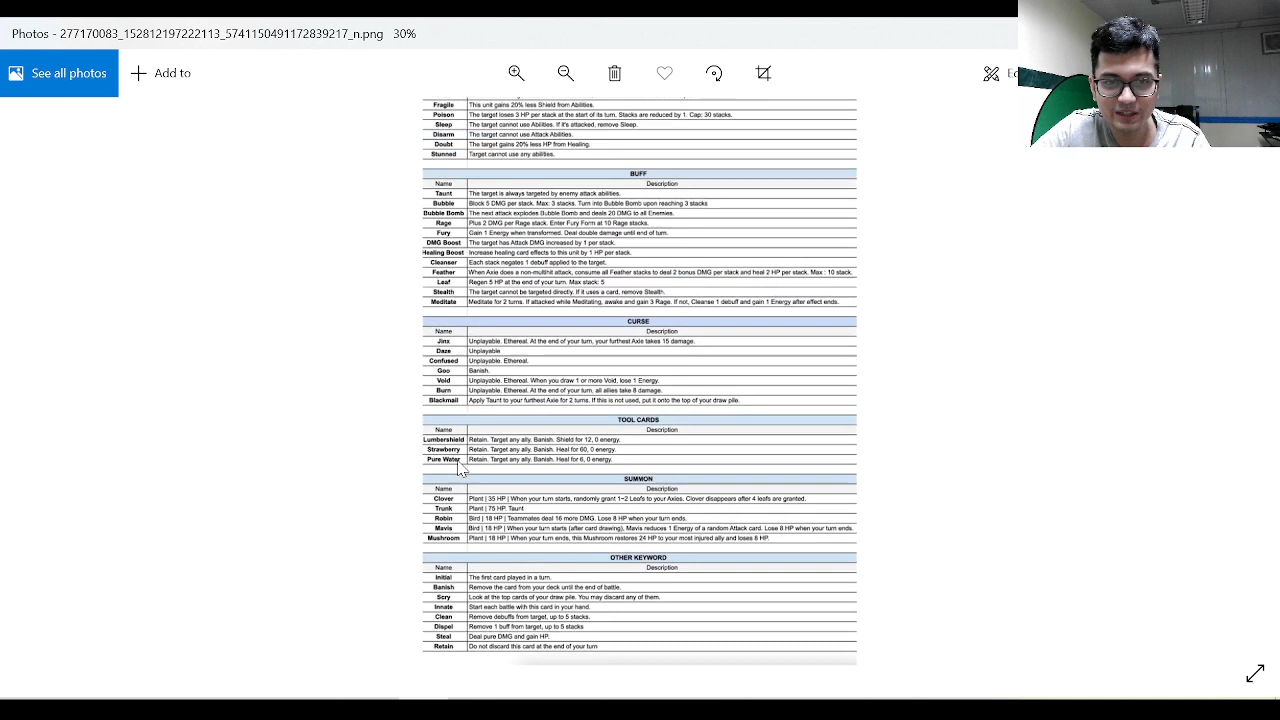 Photos - 277170083_152812197222113_5741150491172839217_n.png 30%
See all photos
Add to
Fragile This unit gains 20% less Shield from Abilities.
Poison The target loses 3 HP per stack at the start of its turn. Stacks are reduced by 1. Cap: 30 stacks.
Sleep The target cannot use Abilities. If it's attacked, remove Sleep.
Disarm The target cannot use Attack Abilities.
Doubt The target gains 20% less HP from Healing.
Stunned Target cannot use any abilities.
BUFF
Name Description
Taunt The target is always targeted by enemy attack abilities.
Bubble Block 5 DMG per stack. Max: 3 stacks. Turn into Bubble Bomb upon reaching 3 stacks
Bubble Bomb The next attack explodes Bubble Bomb and deals 20 DMG to all Enemies.
Rage Plus 2 DMG per Rage stack. Enter Fury Form at 10 Rage stacks.
Fury Gain 1 Energy when transformed. Deal double damage until end of turn.
DMG Boost The target has Attack DMG increased by 1 per stack.
Healing Boost Increase healing card effects to this unit by 1 HP per stack.
Cleanser Each stack negates 1 debuff applied to the target.
Feather When Axie does a non-multihit attack, consume all Feather stacks to deal 2 bonus DMG per stack and heal 2 HP per stack. Max : 10 stack.
Leaf Regen 5 HP at the end of your turn. Max stack: 5
Stealth The target cannot be targeted directly. If it uses a card, remove Stealth.
Meditate Meditate for 2 turns. If attacked while Meditating, awake and gain 3 Rage. If not, Cleanse 1 debuff and gain 1 Energy after effect ends.
CURSE
Name Description
Jinx Unplayable. Ethereal. At the end of your turn, your furthest Axie takes 15 damage.
Daze Unplayable
Confused Unplayable. Ethereal.
Goo Banish.
Void Unplayable. Ethereal. When you draw 1 or more Void, lose 1 Energy.
Burn Unplayable. Ethereal. At the end of your turn, all allies take 8 damage.
Blackmail Apply Taunt to your furthest Axie for 2 turns. If this is not used, put it onto the top of your draw pile.
TOOL CARDS
Name Description
Lumbershield Retain. Target any ally. Banish. Shield for 12, 0 energy.
Strawberry Retain. Target any ally. Banish. Heal for 60, 0 energy.
Pure Water Retain. Target any ally. Banish. Heal for 6, 0 energy.
SUMMON
Name Description
Clover Plant | 35 HP | When your turn starts, randomly grant 1~2 Leafs to your Axies. Clover disappears after 4 leafs are granted.
Trunk Plant | 75 HP. Taunt
Robin Bird | 18 HP | Teammates deal 16 more DMG. Lose 8 HP when your turn ends.
Mavis Bird | 18 HP | When your turn starts (after card drawing), Mavis reduces 1 Energy of a random Attack card. Lose 8 HP when your turn ends.
Mushroom Plant | 18 HP | When your turn ends, this Mushroom restores 24 HP to your most injured ally and loses 8 HP.
OTHER KEYWORD
Name Description
Initial The first card played in a turn.
Banish Remove the card from your deck until the end of battle.
Scry Look at the top cards of your draw pile. You may discard any of them.
Innate Start each battle with this card in your hand.
Clean Remove debuffs from target, up to 5 stacks.
Dispel Remove 1 buff from target, up to 5 stacks
Steal Deal pure DMG and gain HP.
Retain Do not discard this card at the end of your turn